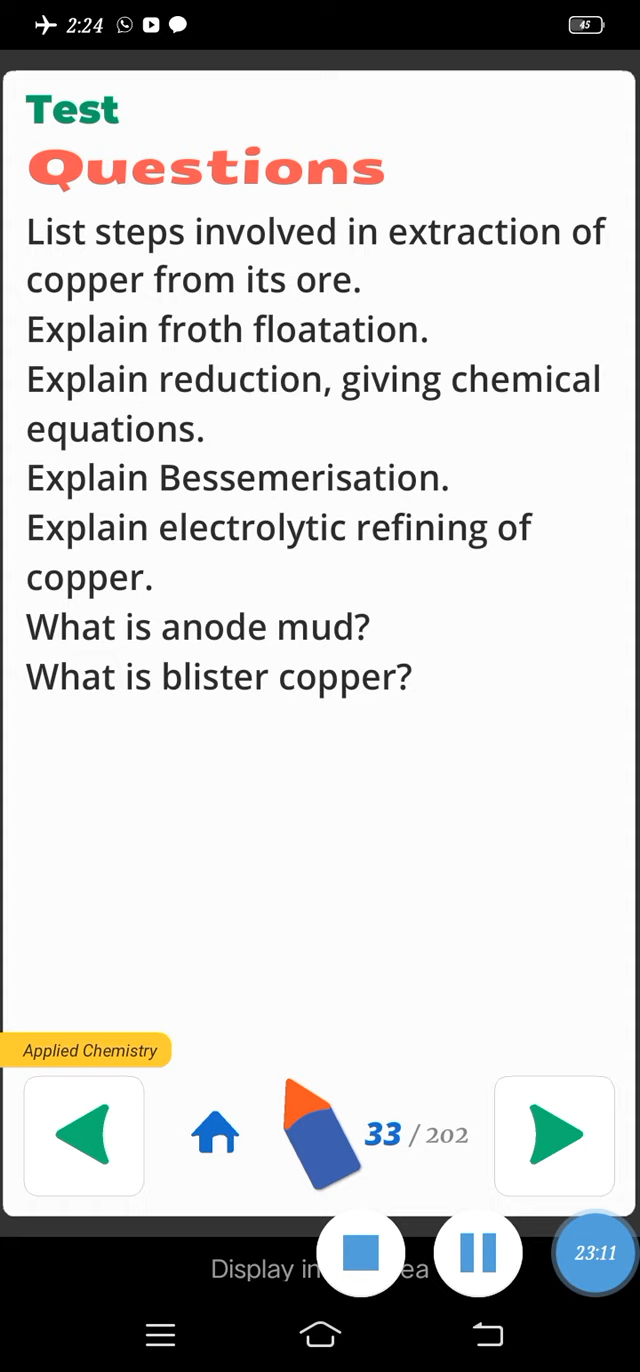 2:24
45
Test
Questions
List steps involved in extraction of
copper from its ore.
Explain froth floatation.
Explain reduction, giving chemical
equations.
Explain Bessemerisation.
Explain electrolytic refining of
copper.
What is anode mud?
What is blister copper?
Applied Chemistry
33 / 202
Display in ea
23:11